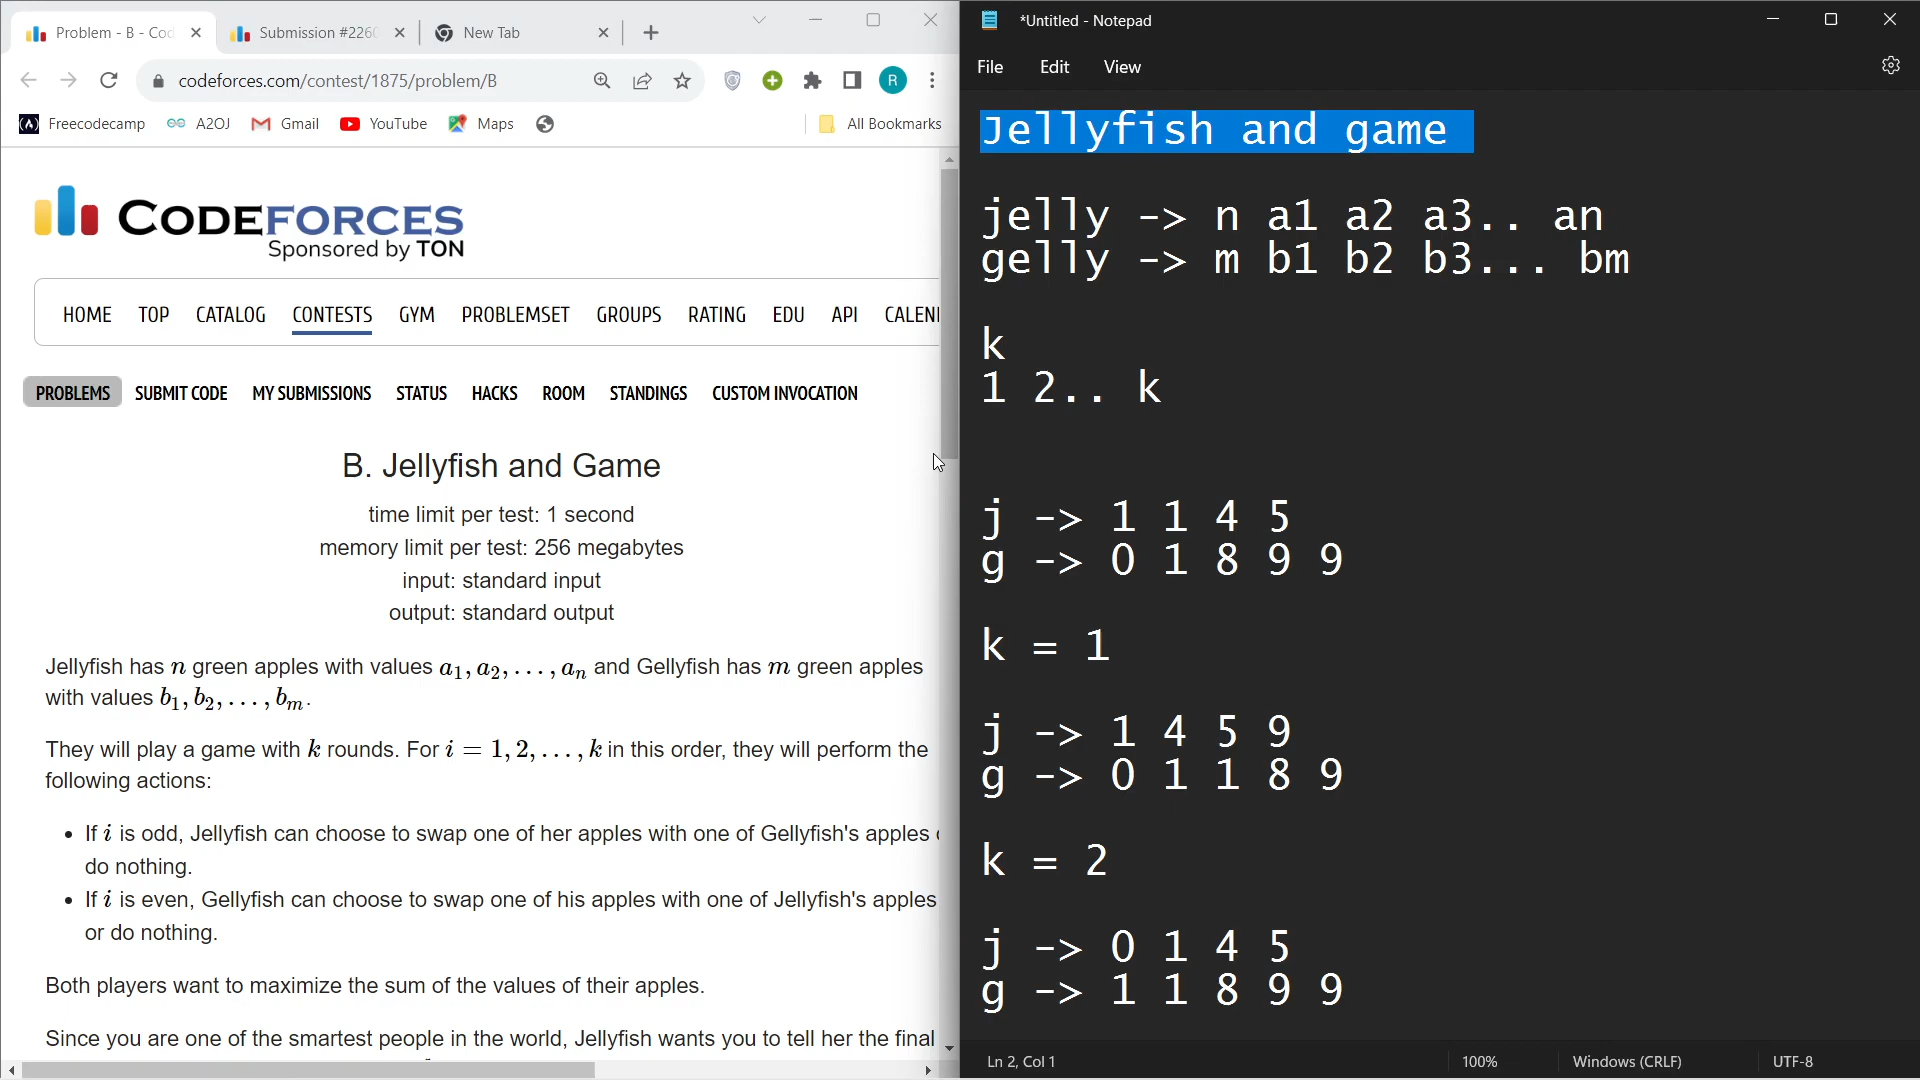 Problem - B - Cod
Submission #2260
New Tab
codeforces.com/contest/1875/problem/B
R
Freecodecamp
A2OJ
Gmail
YouTube
Maps
All Bookmarks
CODEFORCES
Sponsored by TON
HOME TOP CATALOG CONTESTS GYM PROBLEMSET GROUPS RATING EDU API CALEN
PROBLEMS SUBMIT CODE MY SUBMISSIONS STATUS HACKS ROOM STANDINGS CUSTOM INVOCATION
B. Jellyfish and Game
time limit per test: 1 second
memory limit per test: 256 megabytes
input: standard input
output: standard output
Jellyfish has n green apples with values a1, a2, . . . , an and Gellyfish has m green apples
with values b1, b2, . . . , bm.
They will play a game with k rounds. For i = 1, 2, . . . , k in this order, they will perform the
following actions:
• If i is odd, Jellyfish can choose to swap one of her apples with one of Gellyfish's apples
do nothing.
• If i is even, Gellyfish can choose to swap one of his apples with one of Jellyfish's apples
or do nothing.
Both players want to maximize the sum of the values of their apples.
Since you are one of the smartest people in the world, Jellyfish wants you to tell her the final
*Untitled - Notepad
File Edit View
Jellyfish and game
jelly -> n a1 a2 a3.. an
gelly -> m b1 b2 b3... bm
k
1 2.. k
j -> 1 1 4 5
g -> 0 1 8 9 9
k = 1
j -> 1 4 5 9
g -> 0 1 1 8 9
k = 2
j -> 0 1 4 5
g -> 1 1 8 9 9
Ln 2, Col 1
100%
Windows (CRLF)
UTF-8